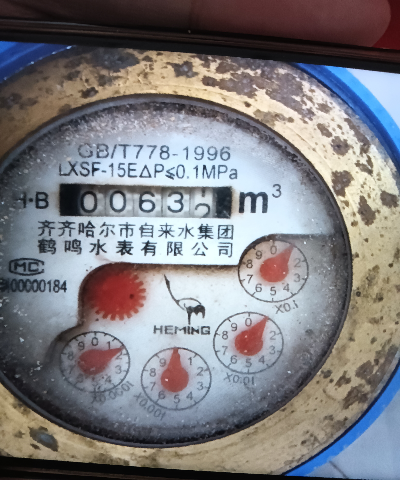 GB/T778-1996
LXSF-15E△P≤0.1MPa
H·B 0063 m³
齐齐哈尔市自来水集团
鹤鸣水表有限公司
MC
00000184
HEMING
X0.1
X0.01
X0.001
X0.0001